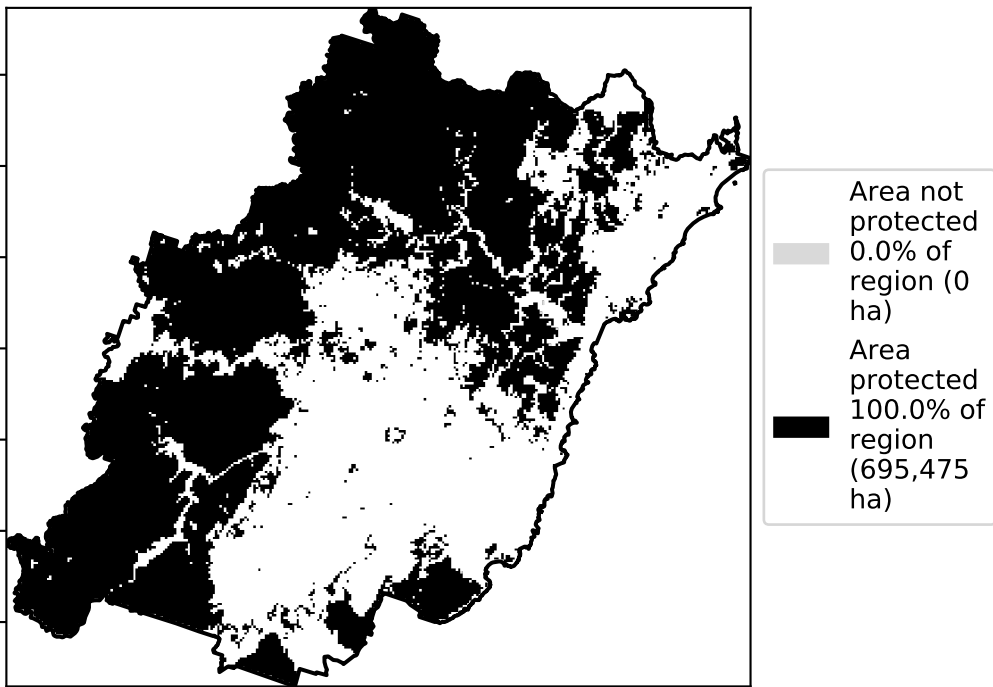 Area not
protected
0.0% of
region (0
ha)
Area
protected
100.0% of
region
(695,475
ha)